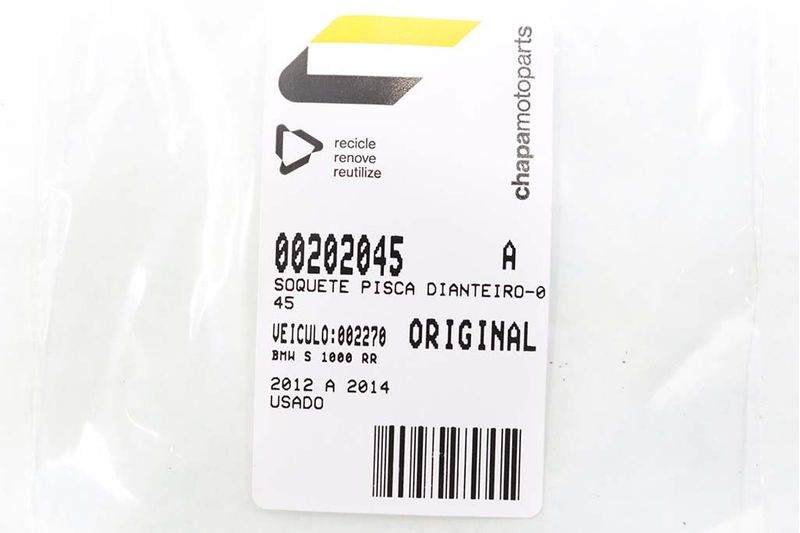 chapamotoparts
recicle
renove
reutilize
00202045 A
SOQUETE PISCA DIANTEIRO-0
45
VEICULO:002270 ORIGINAL
BMW S 1000 RR
2012 A 2014
USADO